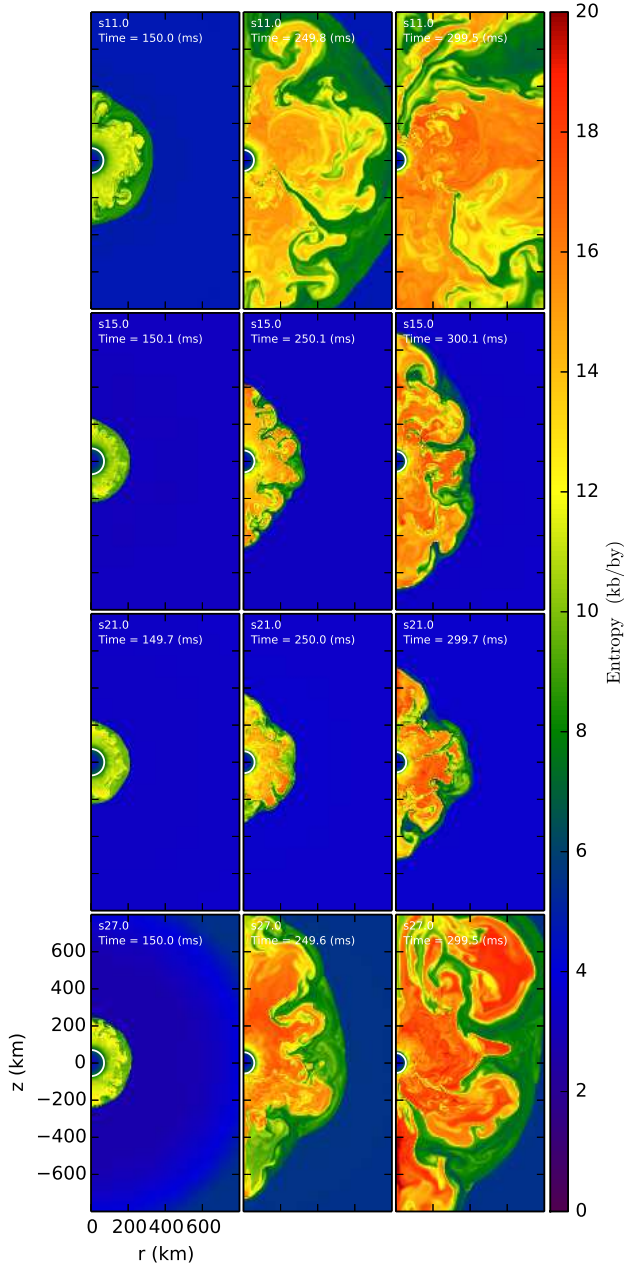 s11.0
Time = 150.0 (ms)
s11.0
Time = 249.8 (ms)
s11.0
Time = 299.5 (ms)
s15.0
Time = 150.1 (ms)
s15.0
Time = 250.1 (ms)
s15.0
Time = 300.1 (ms)
s21.0
Time = 149.7 (ms)
s21.0
Time = 250.0 (ms)
s21.0
Time = 299.7 (ms)
s27.0
Time = 150.0 (ms)
s27.0
Time = 249.6 (ms)
s27.0
Time = 299.5 (ms)
600
400
200
0
−200
−400
−600
z (km)
0 200 400 600
r (km)
20
18
16
14
12
10
8
6
4
2
0
Entropy (kb/by)